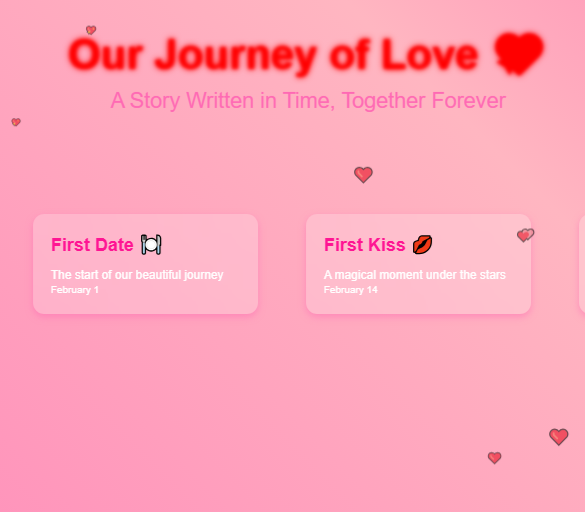 Our Journey of Love
A Story Written in Time, Together Forever
First Date
The start of our beautiful journey
February 1
First Kiss
A magical moment under the stars
February 14